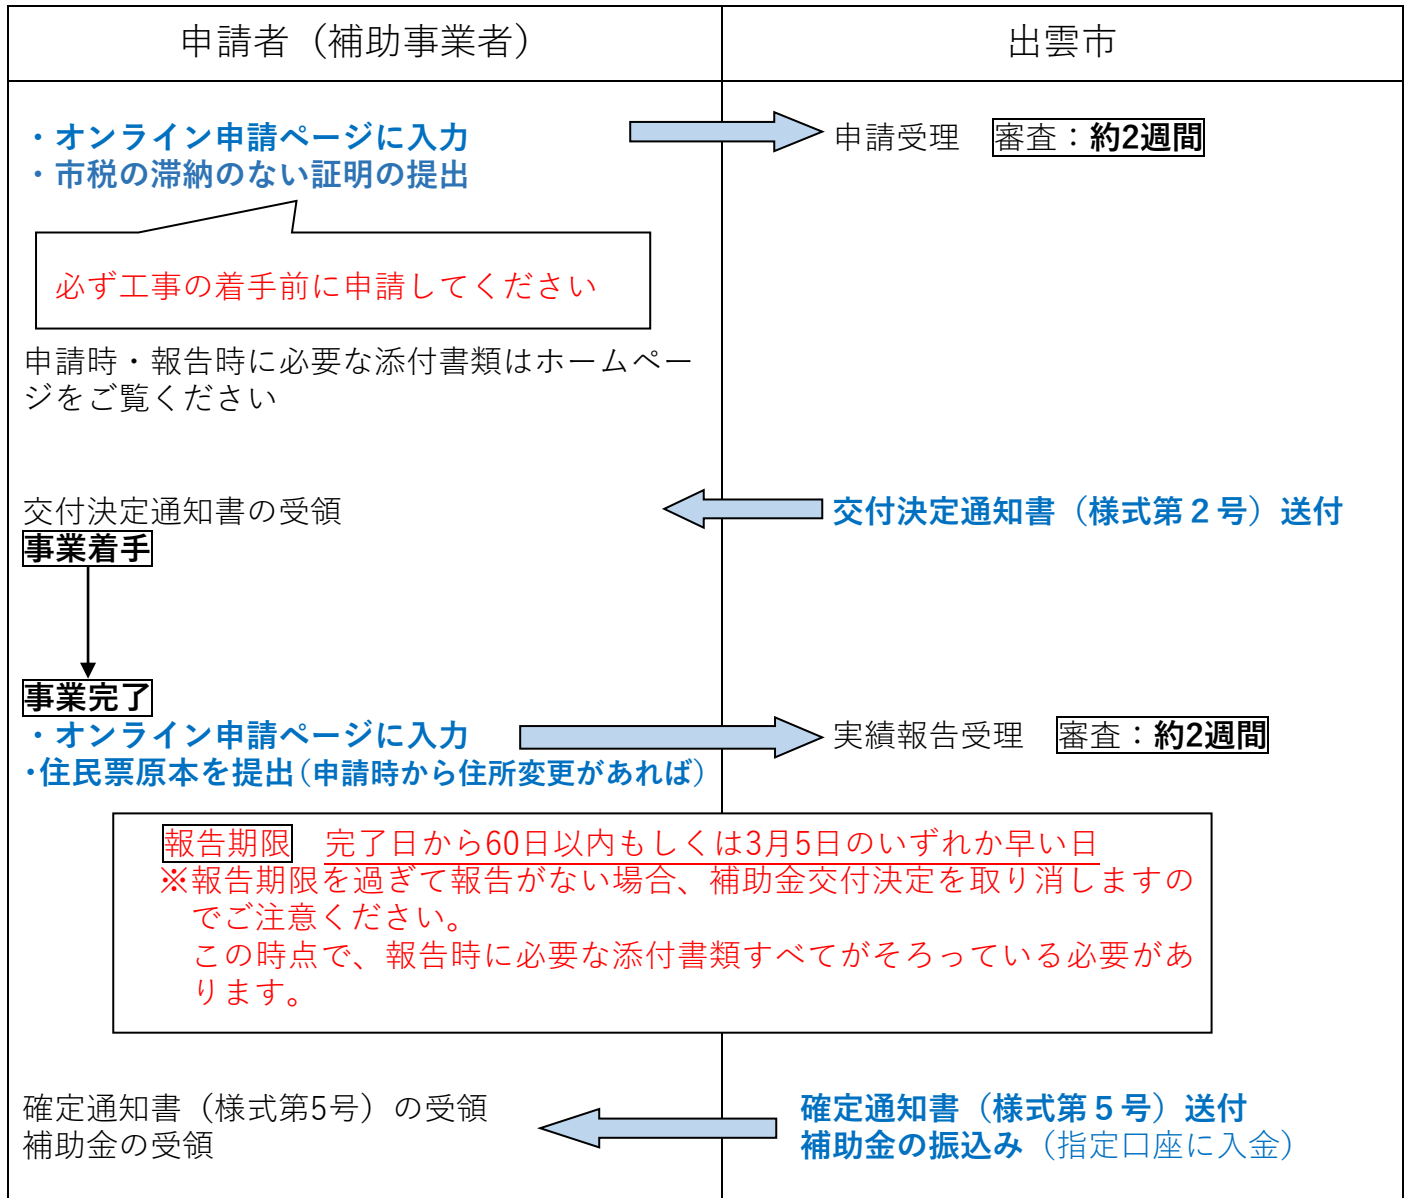 申請者（補助事業者）
出雲市
・オンライン申請ページに入力
申請受理　審査：約2週間
・市税の滞納のない証明の提出
必ず工事の着手前に申請してください
申請時・報告時に必要な添付書類はホームペー
ジをご覧ください
交付決定通知書の受領
交付決定通知書（様式第２号）送付
事業着手
事業完了
・オンライン申請ページに入力
実績報告受理　審査：約2週間
・住民票原本を提出（申請時から住所変更があれば）
報告期限　完了日から60日以内もしくは3月5日のいずれか早い日
※報告期限を過ぎて報告がない場合、補助金交付決定を取り消しますの
でご注意ください。
この時点で、報告時に必要な添付書類すべてがそろっている必要があ
ります。
確定通知書（様式第5号）の受領
確定通知書（様式第５号）送付
補助金の受領
補助金の振込み（指定口座に入金）